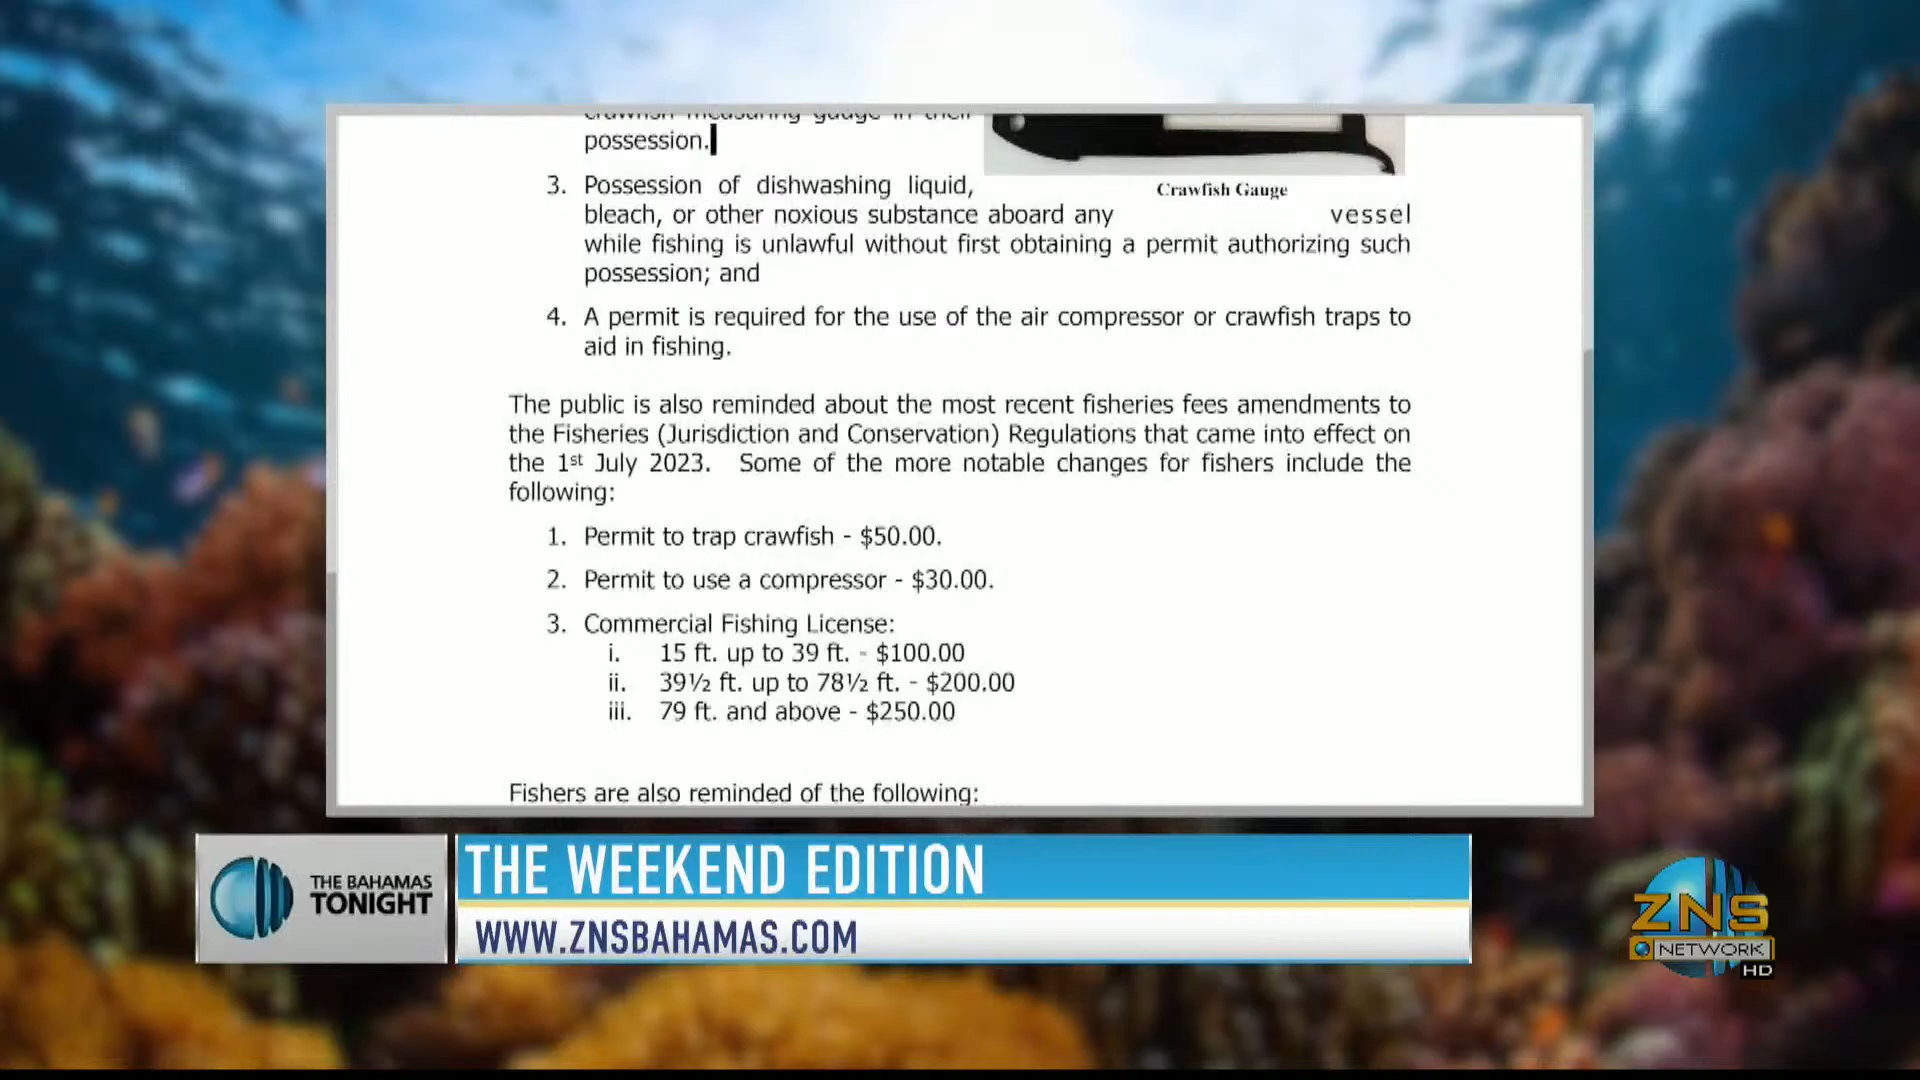 crawfish measuring gauge in their
possession.
Crawfish Gauge
3. Possession of dishwashing liquid,
bleach, or other noxious substance aboard any vessel
while fishing is unlawful without first obtaining a permit authorizing such
possession; and
4. A permit is required for the use of the air compressor or crawfish traps to
aid in fishing.
The public is also reminded about the most recent fisheries fees amendments to
the Fisheries (Jurisdiction and Conservation) Regulations that came into effect on
the 1st July 2023. Some of the more notable changes for fishers include the
following:
1. Permit to trap crawfish - $50.00.
2. Permit to use a compressor - $30.00.
3. Commercial Fishing License:
i. 15 ft. up to 39 ft. - $100.00
ii. 39½ ft. up to 78½ ft. - $200.00
iii. 79 ft. and above - $250.00
Fishers are also reminded of the following:
THE BAHAMAS
TONIGHT
THE WEEKEND EDITION
WWW.ZNSBAHAMAS.COM
ZNS
NETWORK
HD